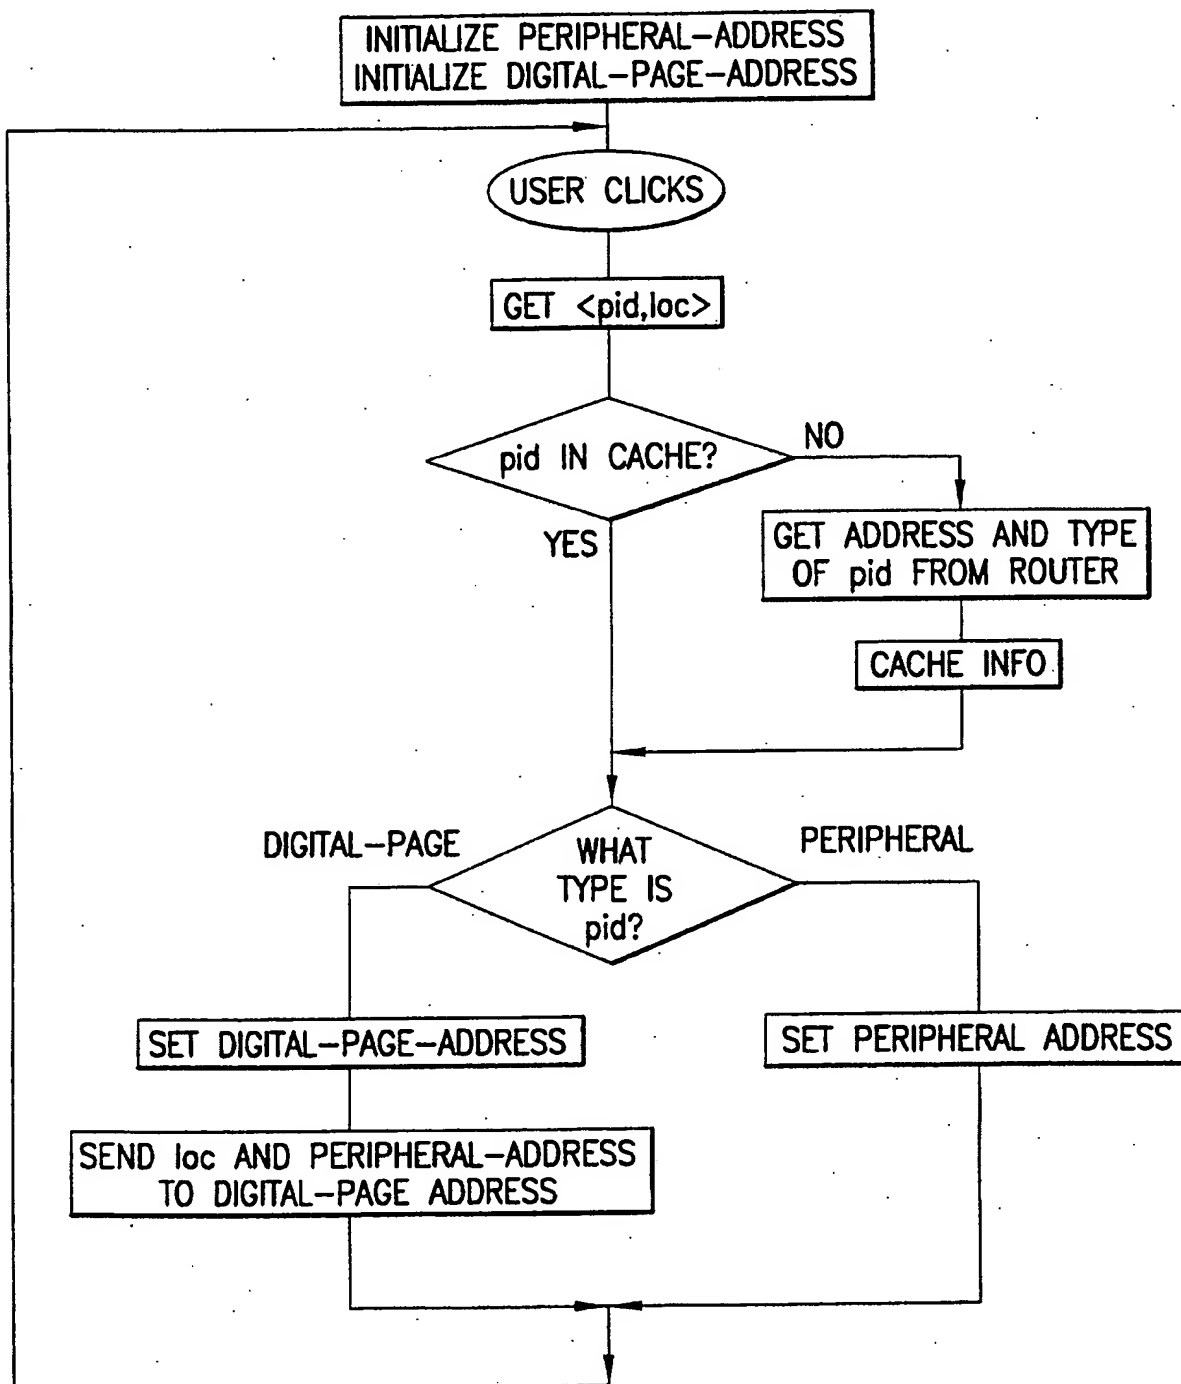 INITIALIZE PERIPHERAL-ADDRESS
INITIALIZE DIGITAL-PAGE-ADDRESS
USER CLICKS
GET <pid,loc>
pid IN CACHE?
NO
YES
GET ADDRESS AND TYPE
OF pid FROM ROUTER
CACHE INFO
DIGITAL-PAGE
WHAT
TYPE IS
pid?
PERIPHERAL
SET DIGITAL-PAGE-ADDRESS
SET PERIPHERAL ADDRESS
SEND loc AND PERIPHERAL-ADDRESS
TO DIGITAL-PAGE ADDRESS